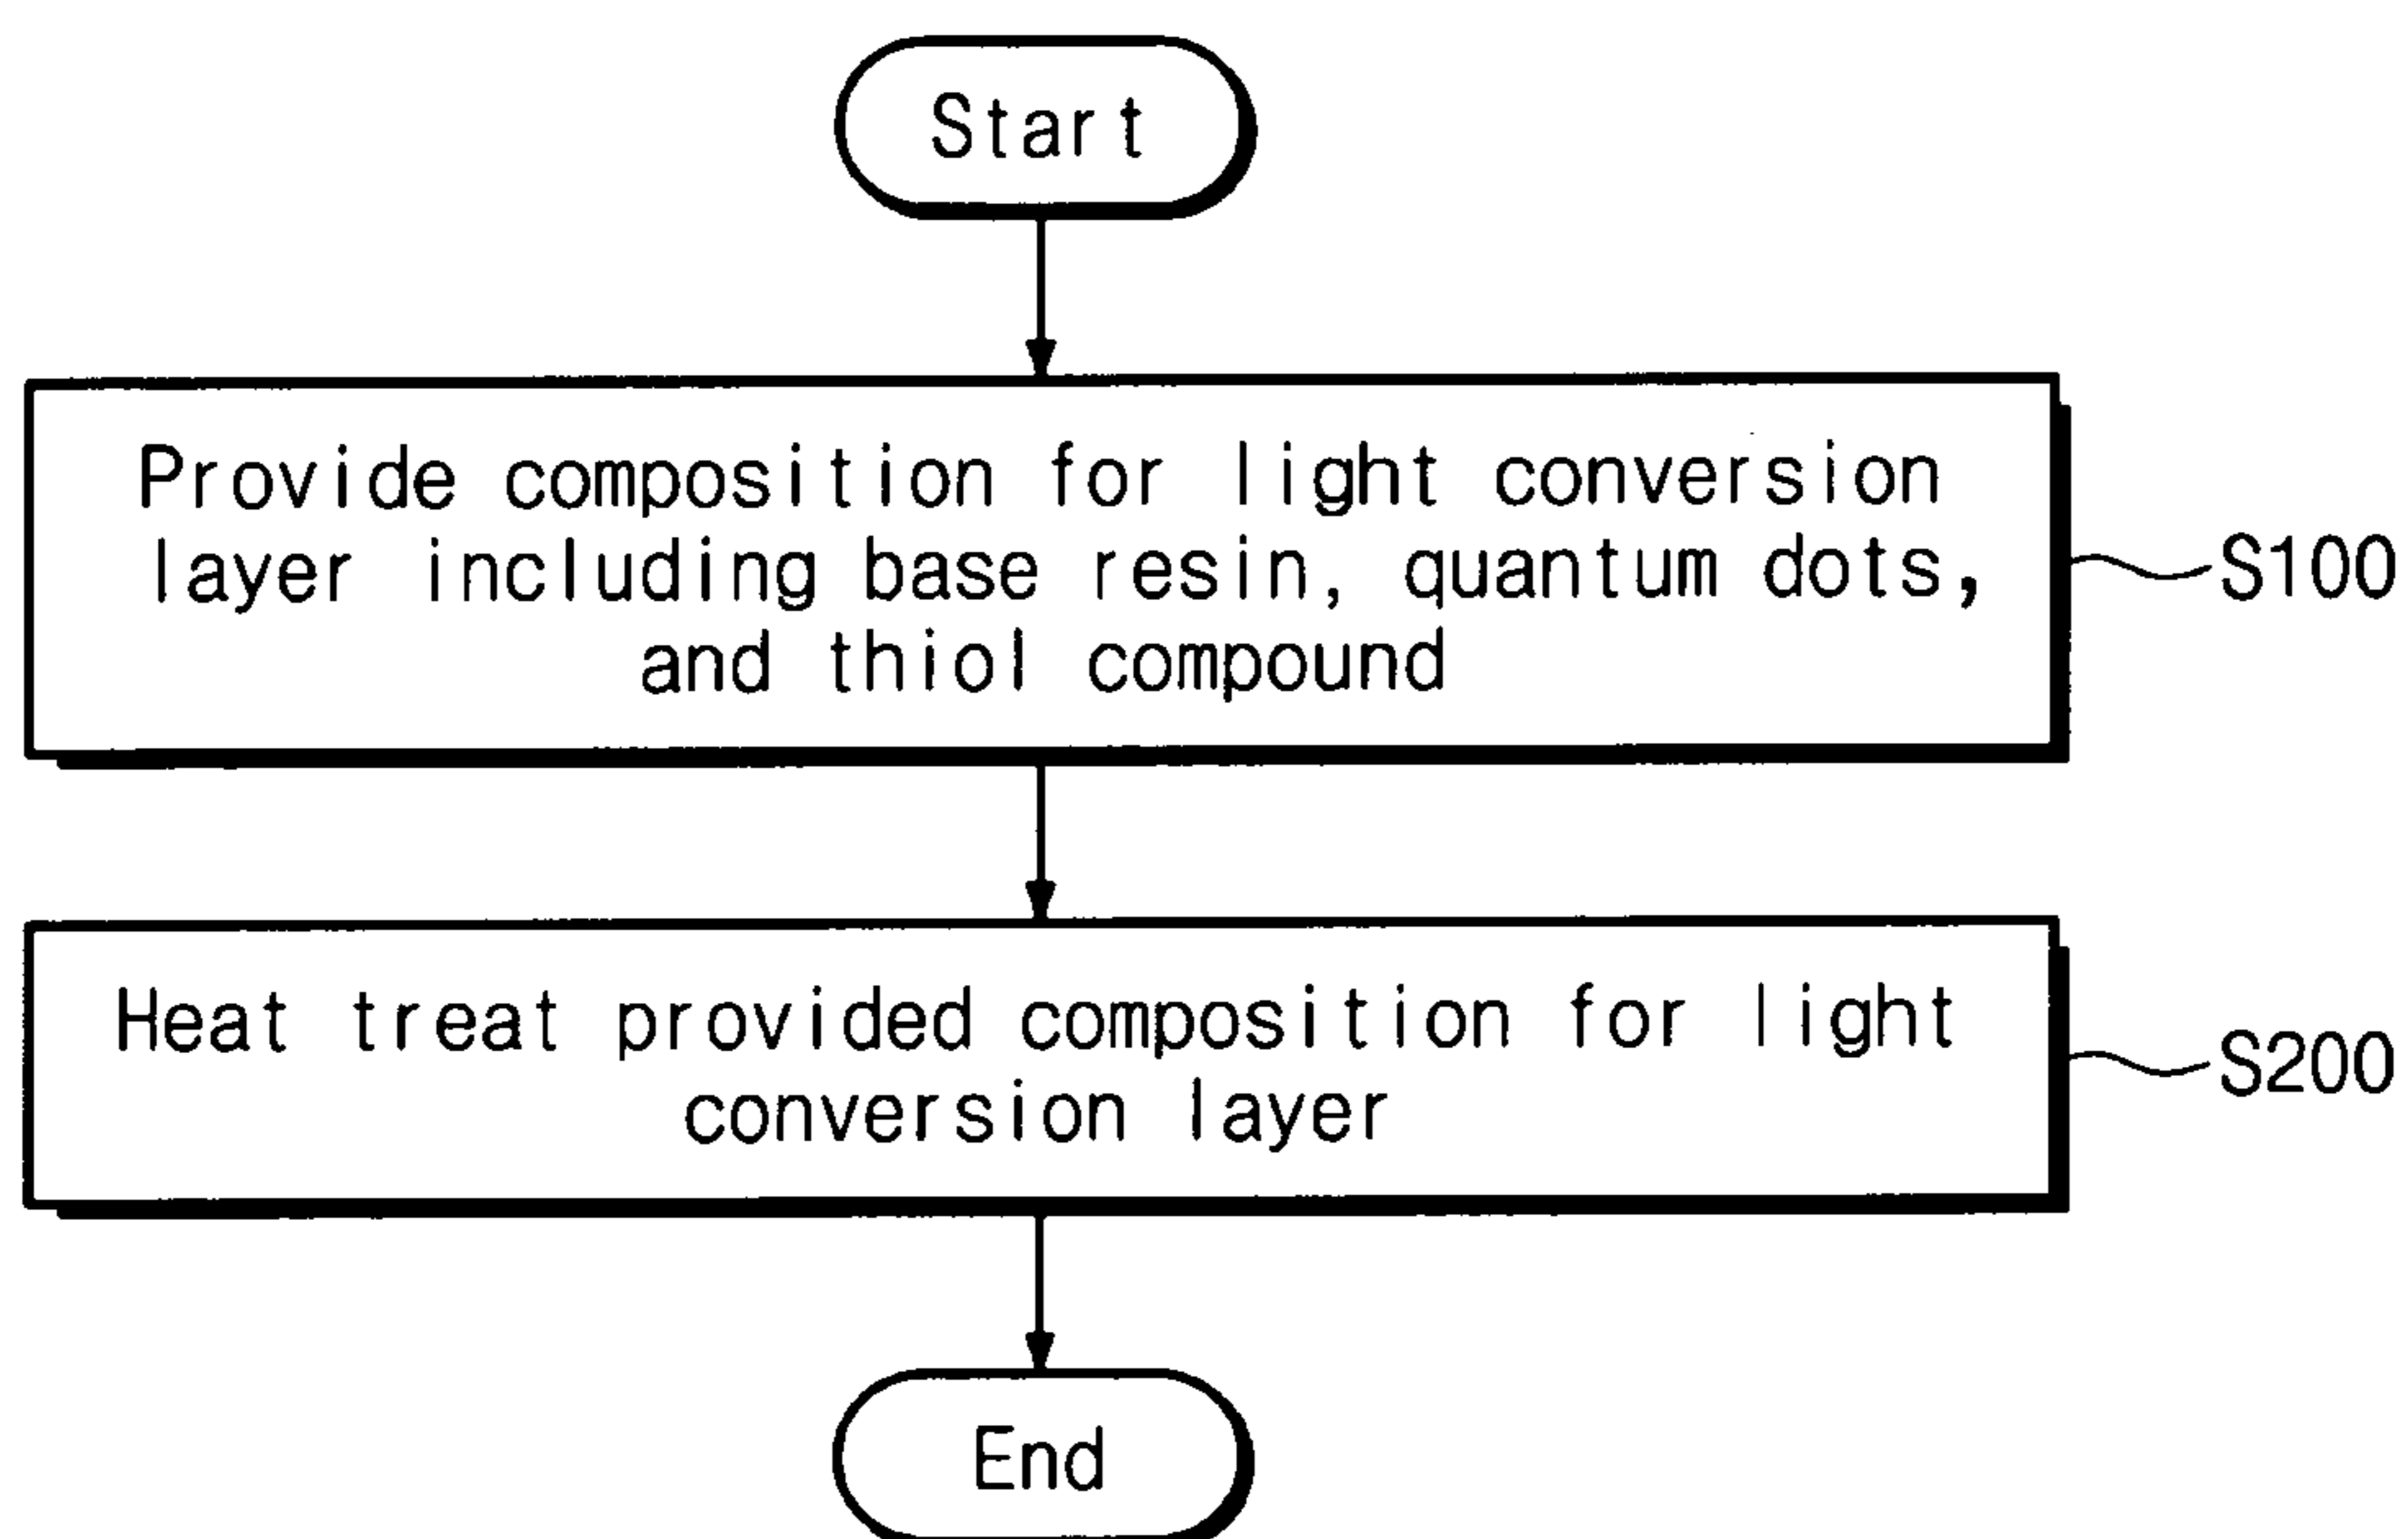 Start
Provide composition for light conversion
layer including base resin, quantum dots,
and thiol compound
S100
Heat treat provided composition for light
conversion layer
S200
End